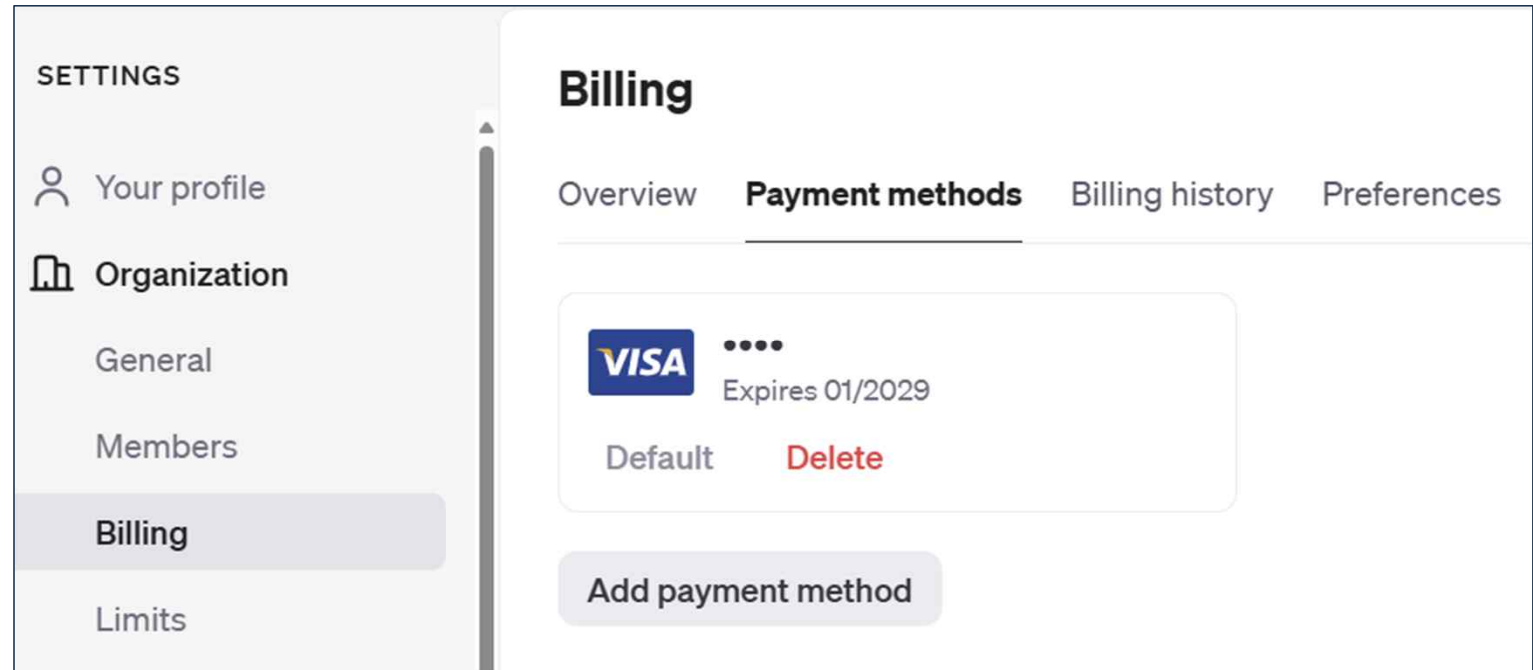 SETTINGS
Your profile
Organization
General
Members
Billing
Limits
Billing
Overview Payment methods Billing history Preferences
VISA ••••
Expires 01/2029
Default Delete
Add payment method